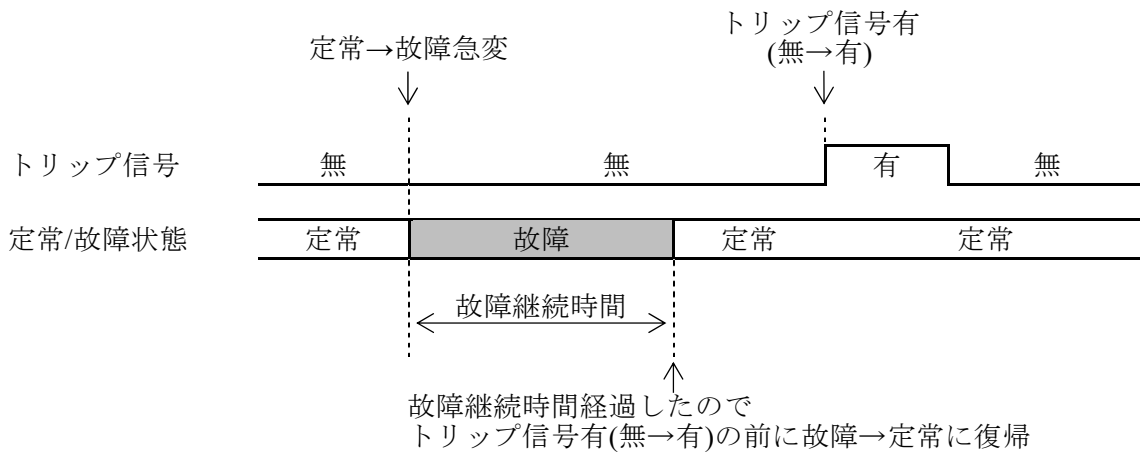 トリップ信号有
(無→有)
定常→故障急変
トリップ信号 無 無 有 無
定常/故障状態 定常 故障 定常 定常
故障継続時間
故障継続時間経過したので
トリップ信号有(無→有)の前に故障→定常に復帰